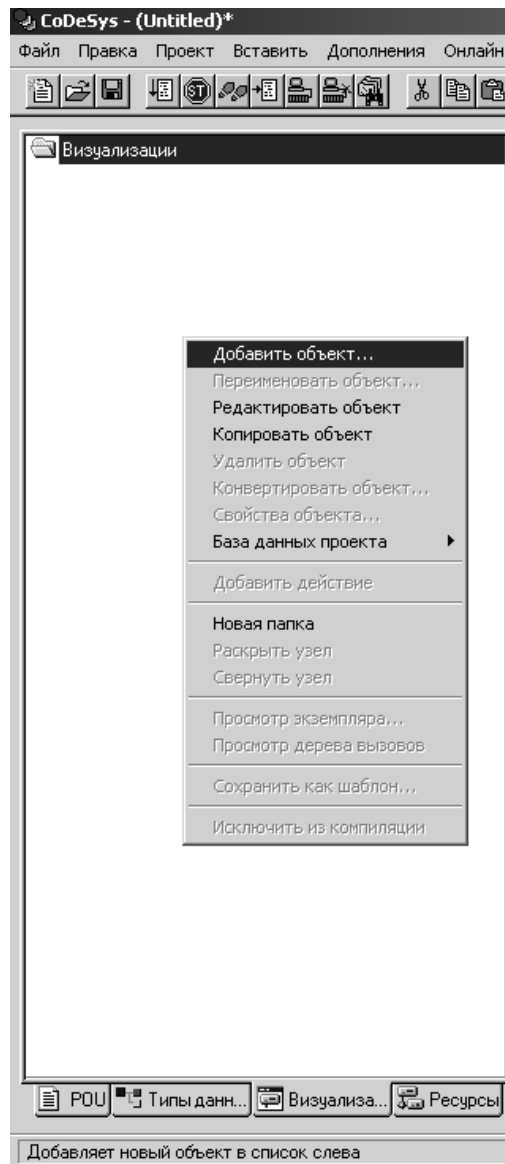 CoDeSys - (Untitled)*
Файл Правка Проект Вставить Дополнения Онлайн
ST
Визуализации
Добавить объект...
Переименовать объект...
Редактировать объект
Копировать объект
Удалить объект
Конвертировать объект...
Свойства объекта...
База данных проекта
Добавить действие
Новая папка
Раскрыть узел
Свернуть узел
Просмотр экземпляра...
Просмотр дерева вызовов
Сохранить как шаблон...
Исключить из компиляции
POU Типы данн... Визуализа... Ресурсы
Добавляет новый объект в список слева